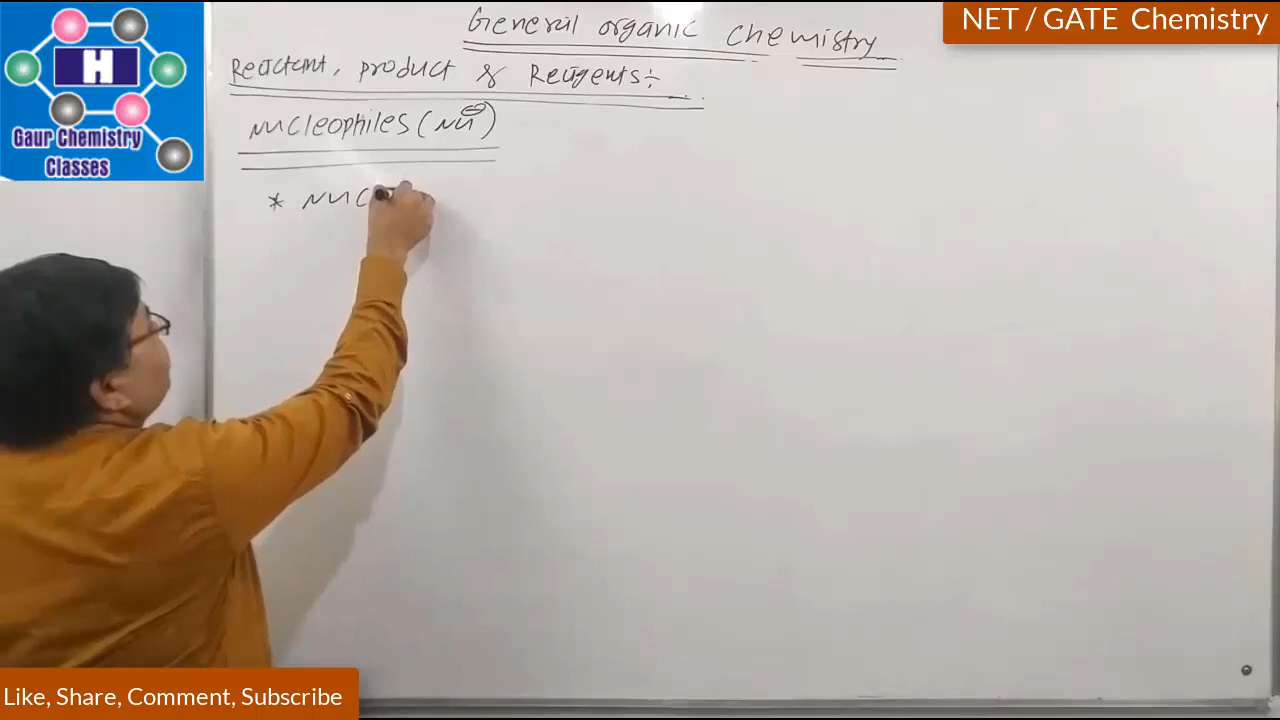 General organic chemistry
NET / GATE Chemistry
H
Gaur Chemistry
Classes
Reactant, product & Reagents:-
Nucleophiles (Nu⊖)
* Nuc
Like, Share, Comment, Subscribe